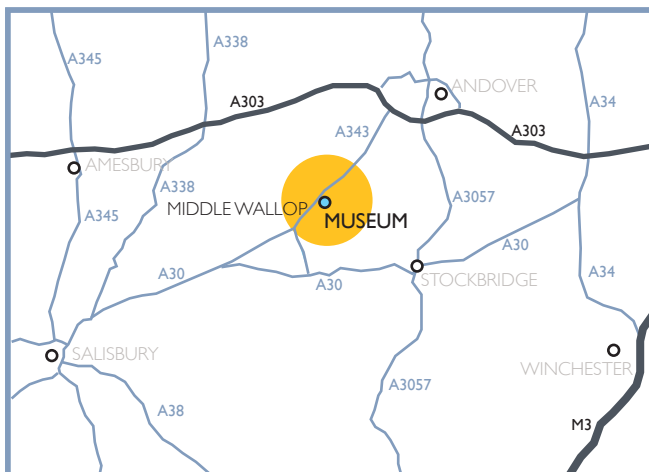 A338
A345
ANDOVER
A34
A303
A343
A303
AMESBURY
A338
A3057
MIDDLE WALLOP
A345
MUSEUM
A30
A30
A30
STOCKBRIDGE
A34
SALISBURY
WINCHESTER
A38
A3057
M3